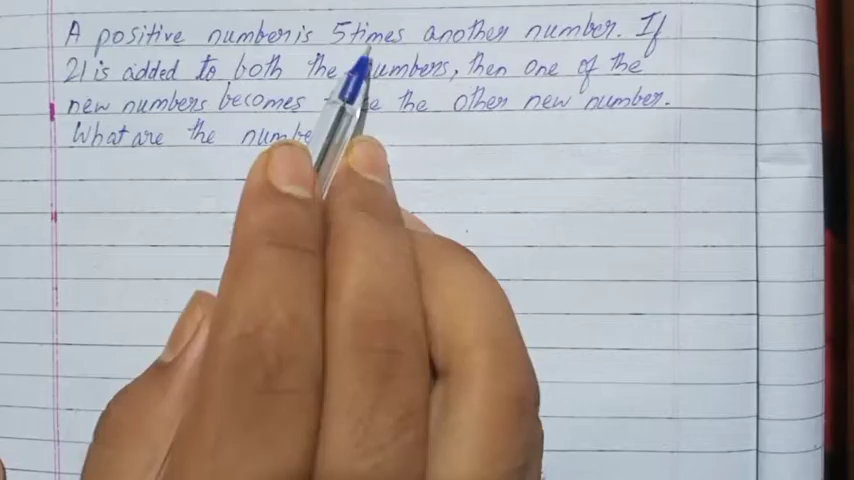 A positive number is 5 times another number. If
21 is added to both the numbers, then one of the
new numbers becomes the other new number.
What are the